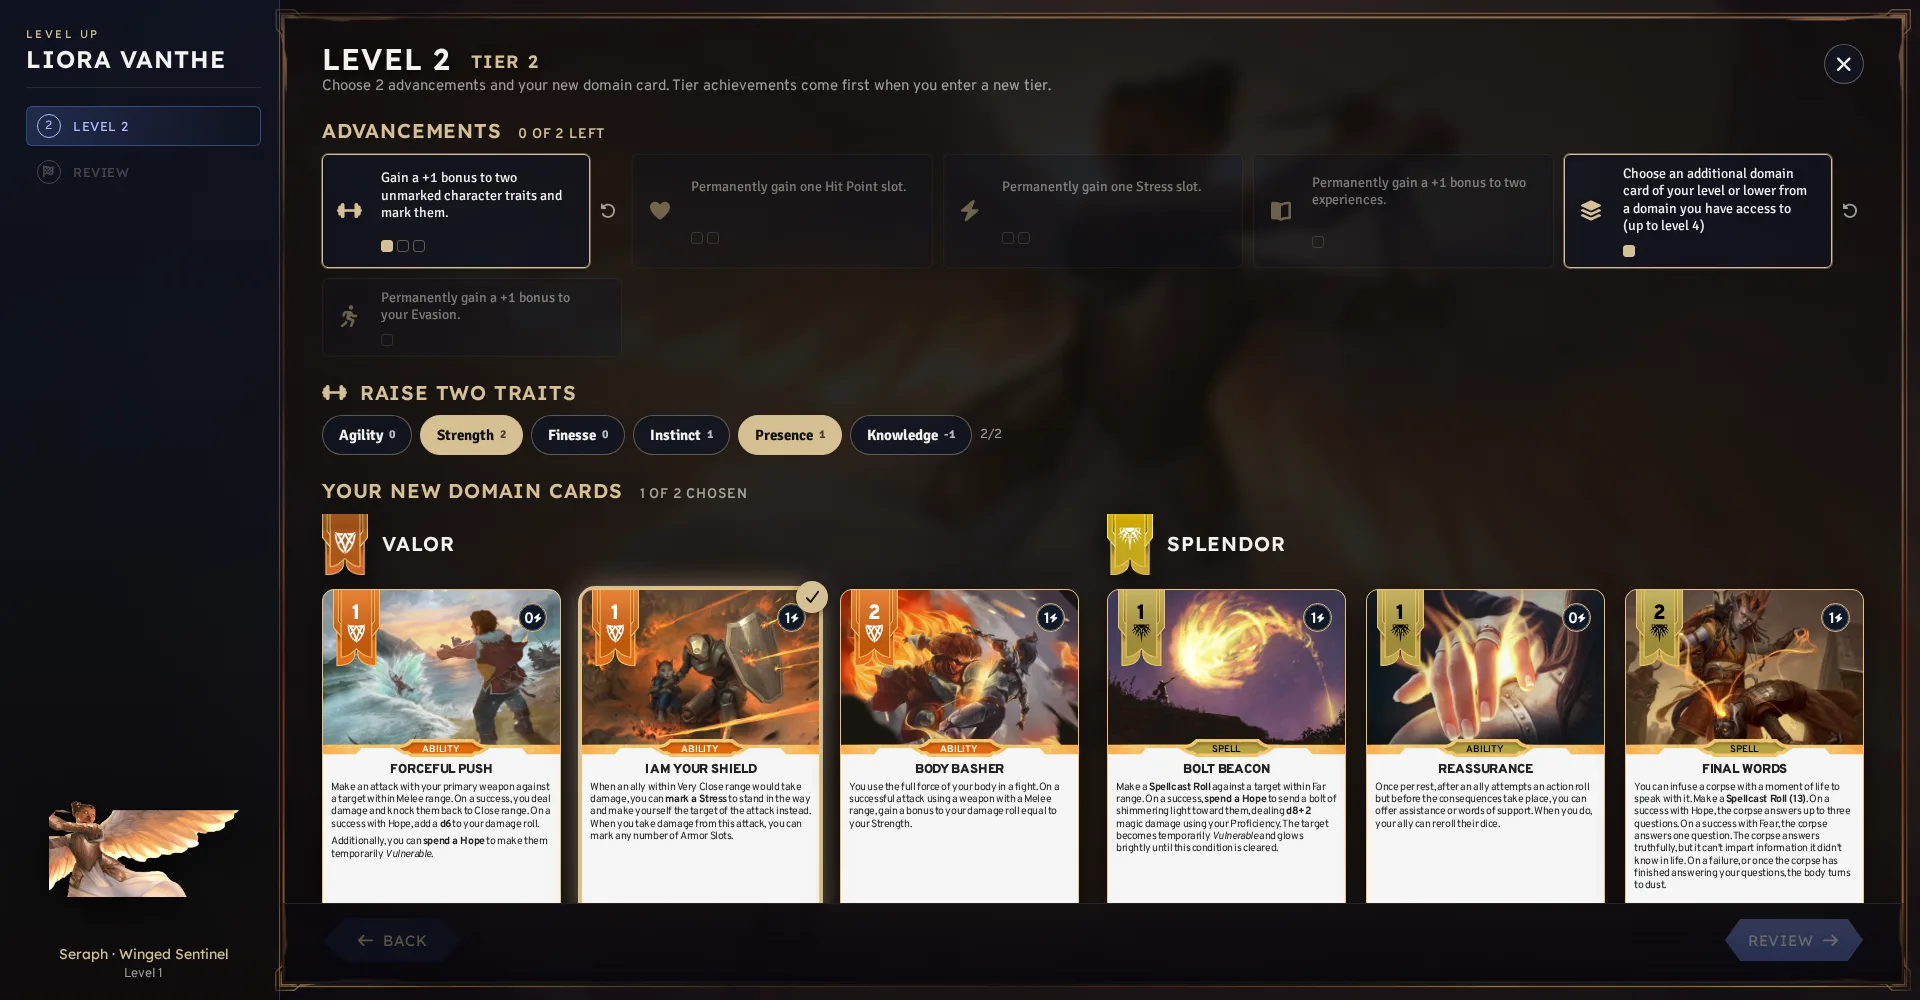 LEVEL UP
LIORA VANTHE
2 LEVEL 2
REVIEW
Seraph · Winged Sentinel
Level 1
LEVEL 2 TIER 2
Choose 2 advancements and your new domain card. Tier achievements come first when you enter a new tier.
ADVANCEMENTS 0 OF 2 LEFT
Gain a +1 bonus to two
unmarked character traits and
mark them.
Permanently gain one Hit Point slot.
Permanently gain one Stress slot.
Permanently gain a +1 bonus to two
experiences.
Choose an additional domain
card of your level or lower from
a domain you have access to
(up to level 4)
Permanently gain a +1 bonus to
your Evasion.
RAISE TWO TRAITS
Agility 0 Strength 2 Finesse 0 Instinct 1 Presence 1 Knowledge -1 2/2
YOUR NEW DOMAIN CARDS 1 OF 2 CHOSEN
VALOR
1 0
ABILITY
FORCEFUL PUSH
Make an attack with your primary weapon against
a target within Melee range. On a success, you deal
damage and knock them back to Close range. On a
success with Hope, add a d6 to your damage roll.
Additionally, you can spend a Hope to make them
temporarily Vulnerable.
1 1
ABILITY
I AM YOUR SHIELD
When an ally within Very Close range would take
damage, you can mark a Stress to stand in the way
and make yourself the target of the attack instead.
When you take damage from this attack, you can
mark any number of Armor Slots.
2 1
ABILITY
BODY BASHER
You use the full force of your body in a fight. On a
successful attack using a weapon with a Melee
range, gain a bonus to your damage roll equal to
your Strength.
SPLENDOR
1 1
SPELL
BOLT BEACON
Make a Spellcast Roll against a target within Far
range. On a success, spend a Hope to send a bolt of
shimmering light toward them, dealing d8+2
magic damage using your Proficiency. The target
becomes temporarily Vulnerable and glows
brightly until this condition is cleared.
1 0
ABILITY
REASSURANCE
Once per rest, after an ally attempts an action roll
but before the consequences take place, you can
offer assistance or words of support. When you do,
your ally can reroll their dice.
2 1
SPELL
FINAL WORDS
You can infuse a corpse with a moment of life to
speak with it. Make a Spellcast Roll (13). On a
success with Hope, the corpse answers up to three
questions. On a success with Fear, the corpse
answers one question. The corpse answers
truthfully, but it can't impart information it didn't
know in life. On a failure, or once the corpse has
finished answering your questions, the body turns
to dust.
BACK
REVIEW